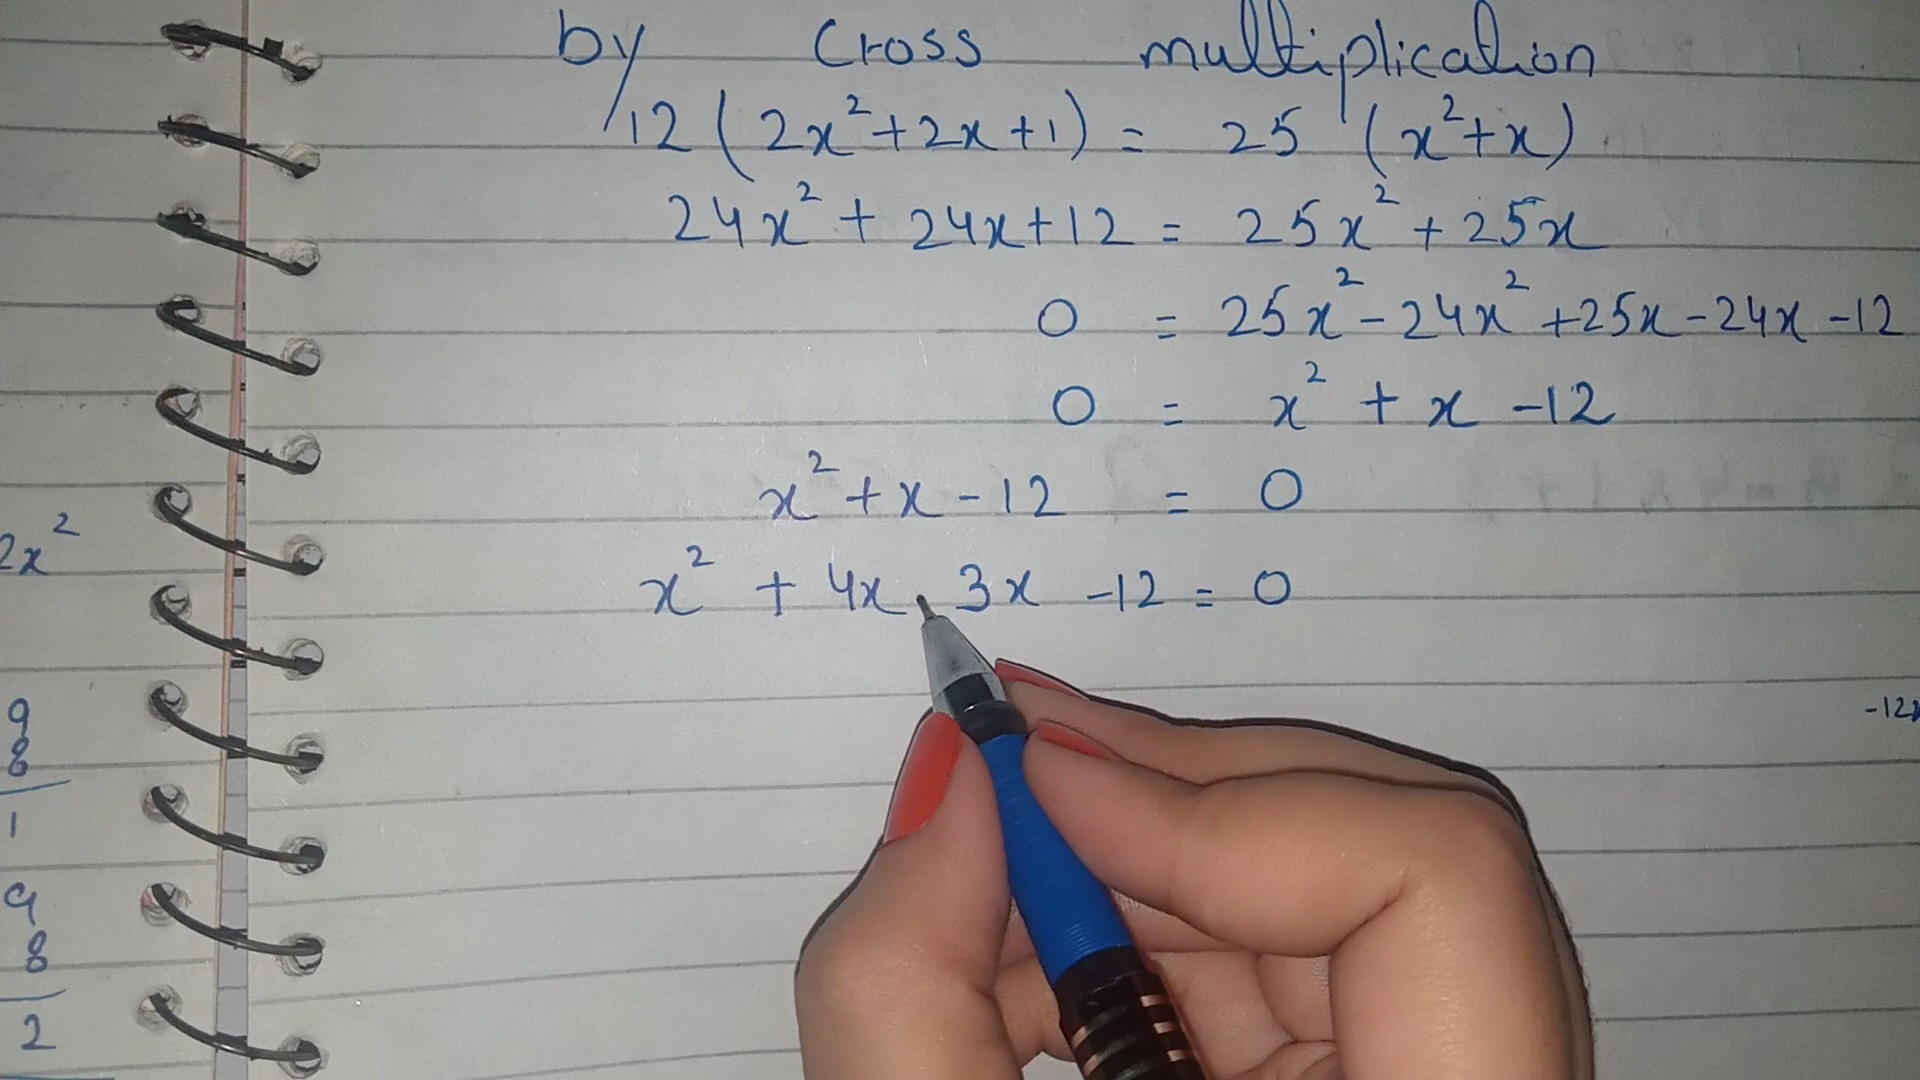 by cross multiplication
12 ( 2x² + 2x + 1 ) = 25 ( x² + x )
24x² + 24x + 12 = 25x² + 25x
0 = 25x² - 24x² + 25x - 24x - 12
0 = x² + x - 12
x² + x - 12 = 0
2x²
x² + 4x 3x - 12 = 0
9
8
1
9
8
2